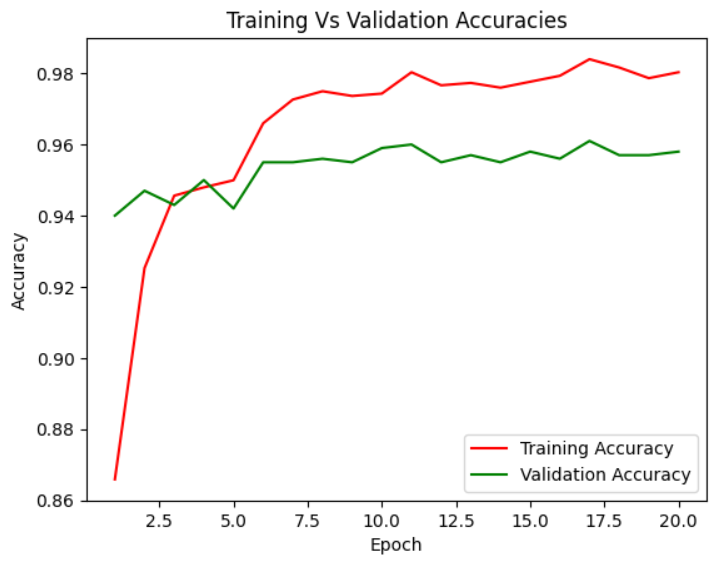 Training Vs Validation Accuracies
Accuracy
0.98
0.96
0.94
0.92
0.90
0.88
0.86
Training Accuracy
Validation Accuracy
2.5 5.0 7.5 10.0 12.5 15.0 17.5 20.0
Epoch